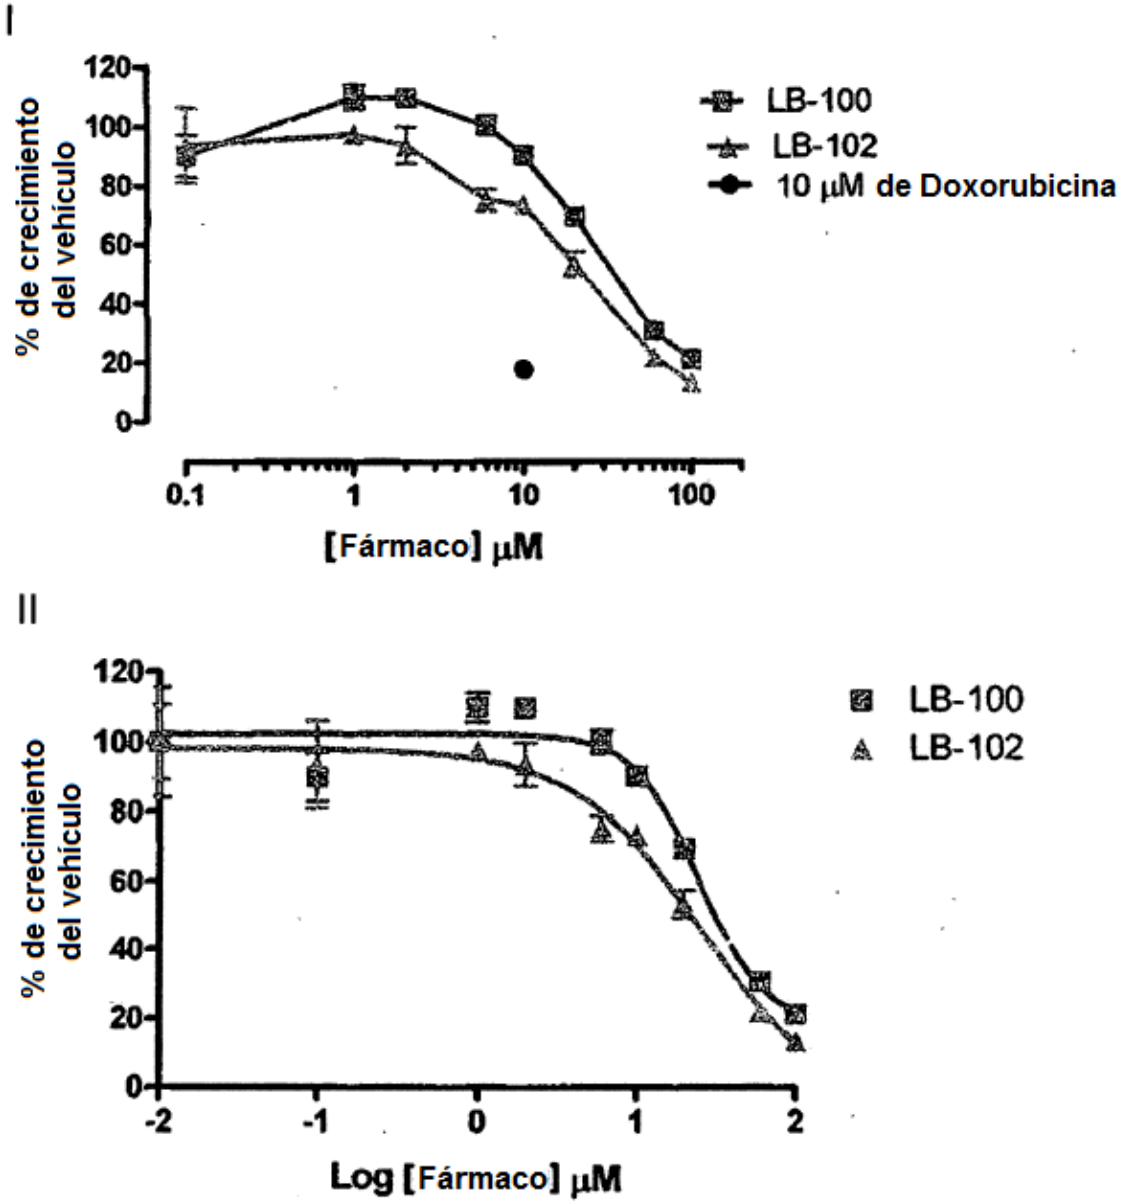 I
120
100
80
60
40
20
0
% de crecimiento
del vehículo
LB-100
LB-102
10 μM de Doxorubicina
0.1 1 10 100
[Fármaco] μM
II
120
100
80
60
40
20
0
% de crecimiento
del vehículo
LB-100
LB-102
-2 -1 0 1 2
Log [Fármaco] μM